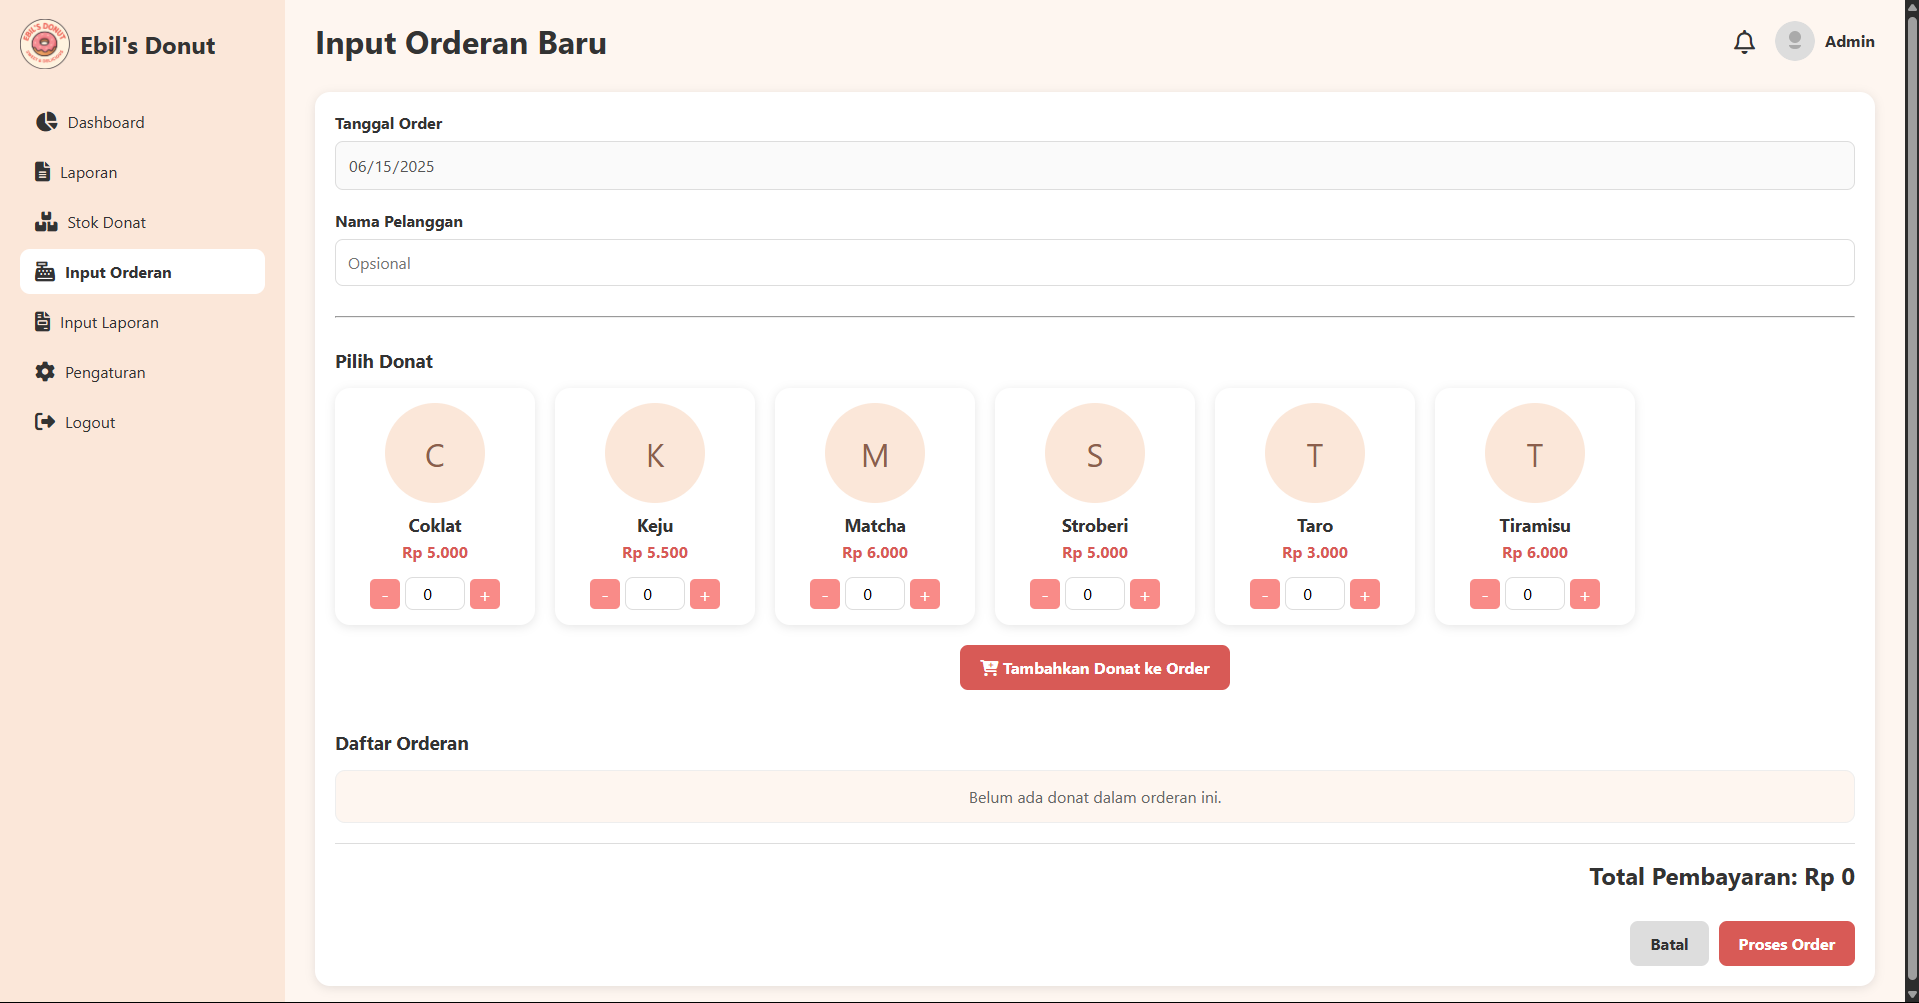 EBIL'S DONUT
Ebil's Donut
Dashboard
Laporan
Stok Donat
Input Orderan
Input Laporan
Pengaturan
Logout
Input Orderan Baru
Admin
Tanggal Order
06/15/2025
Nama Pelanggan
Opsional
Pilih Donat
C
Coklat
Rp 5.000
- 0 +
K
Keju
Rp 5.500
- 0 +
M
Matcha
Rp 6.000
- 0 +
S
Stroberi
Rp 5.000
- 0 +
T
Taro
Rp 3.000
- 0 +
T
Tiramisu
Rp 6.000
- 0 +
Tambahkan Donat ke Order
Daftar Orderan
Belum ada donat dalam orderan ini.
Total Pembayaran: Rp 0
Batal
Proses Order